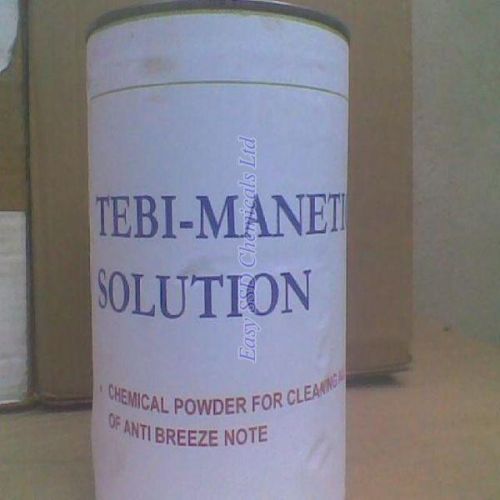 TEBI-MANETI
SOLUTION
CHEMICAL POWDER FOR CLEANING
OF ANTI BREEZE NOTE
Easy SSD Chemicals Ltd